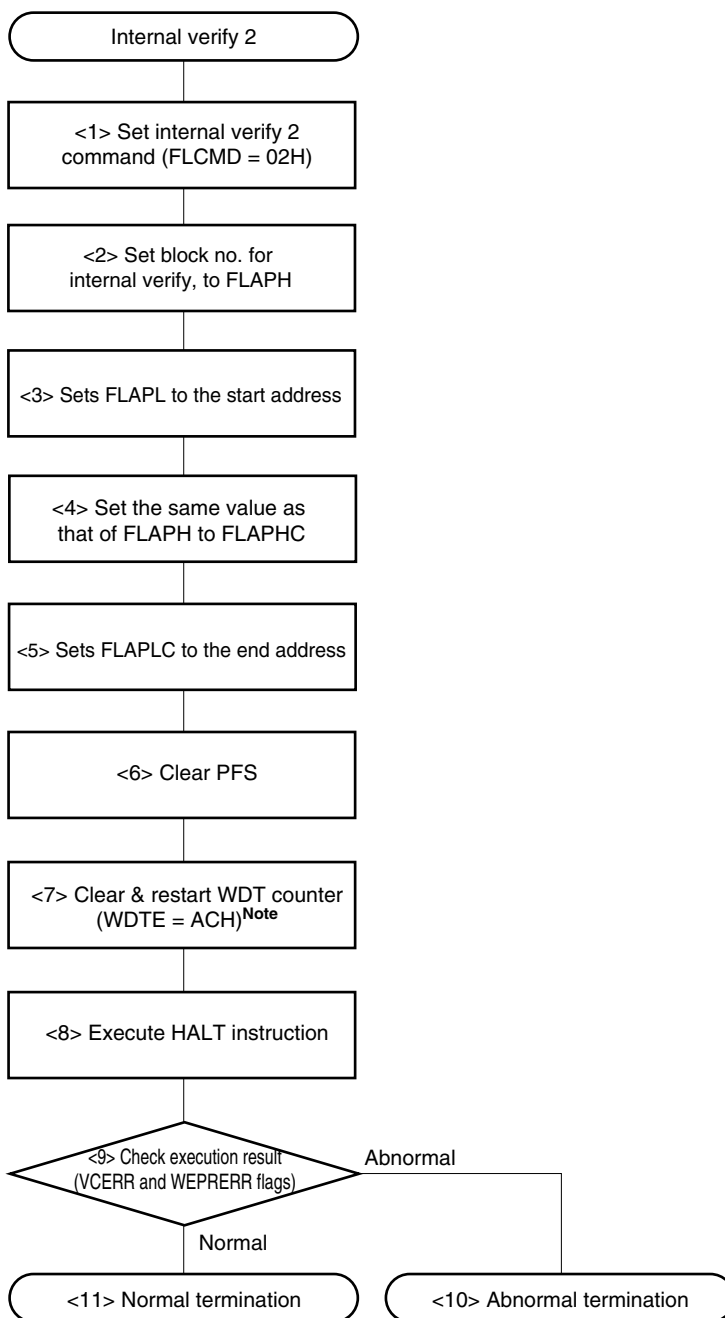 Internal verify 2
<1> Set internal verify 2
command (FLCMD = 02H)
<2> Set block no. for
internal verify, to FLAPH
<3> Sets FLAPL to the start address
<4> Set the same value as
that of FLAPH to FLAPHC
<5> Sets FLAPLC to the end address
<6> Clear PFS
<7> Clear & restart WDT counter
(WDTE = ACH)Note
<8> Execute HALT instruction
<9> Check execution result
(VCERR and WEPRERR flags)
Abnormal
Normal
<11> Normal termination
<10> Abnormal termination